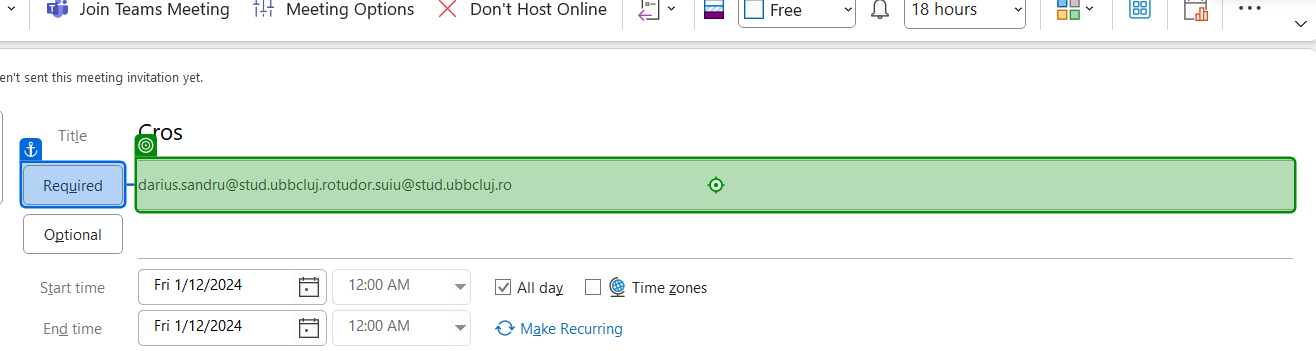 Join Teams Meeting Meeting Options Don't Host Online Free 18 hours
en't sent this meeting invitation yet.
Title Cros
Required darius.sandru@stud.ubbcluj.rotudor.suiu@stud.ubbcluj.ro
Optional
Start time Fri 1/12/2024 12:00 AM All day Time zones
End time Fri 1/12/2024 12:00 AM Make Recurring